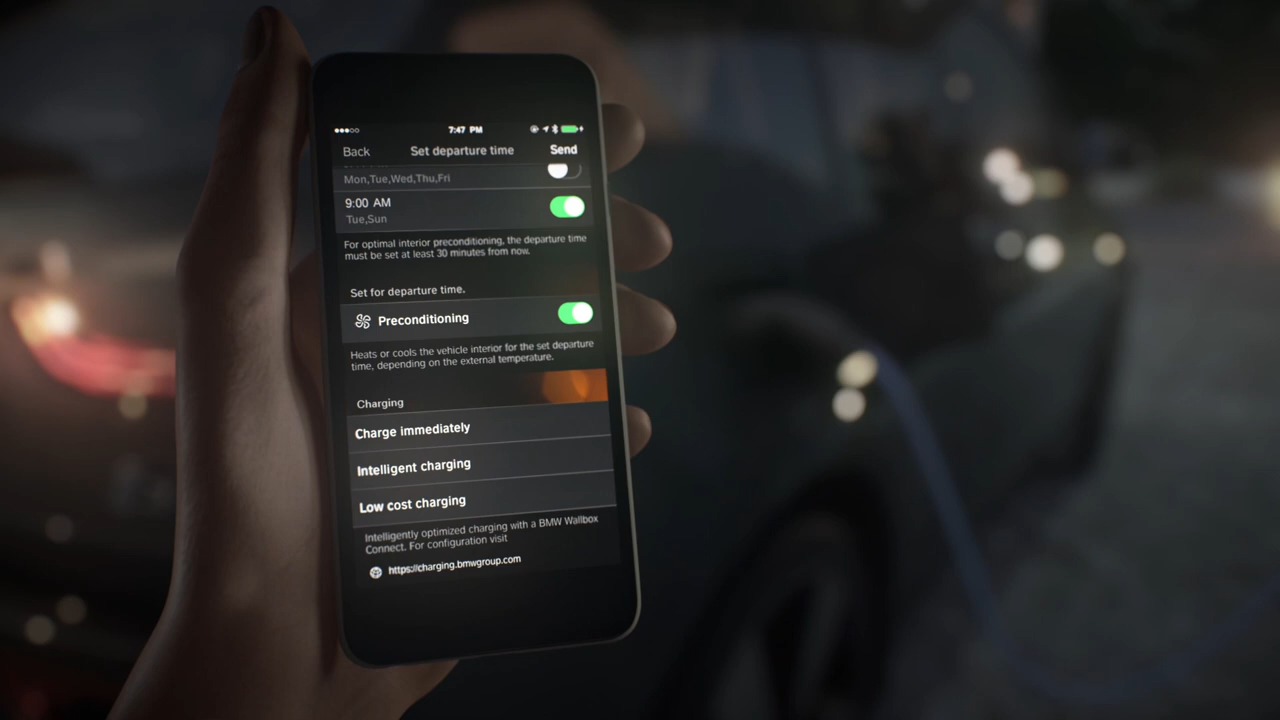 7:47 PM
Back Set departure time Send
Mon,Tue,Wed,Thu,Fri
9:00 AM
Tue,Sun
For optimal interior preconditioning, the departure time
must be set at least 30 minutes from now.
Set for departure time.
Preconditioning
Heats or cools the vehicle interior for the set departure
time, depending on the external temperature.
Charging
Charge immediately
Intelligent charging
Low cost charging
Intelligently optimized charging with a BMW Wallbox
Connect. For configuration visit
https://charging.bmwgroup.com